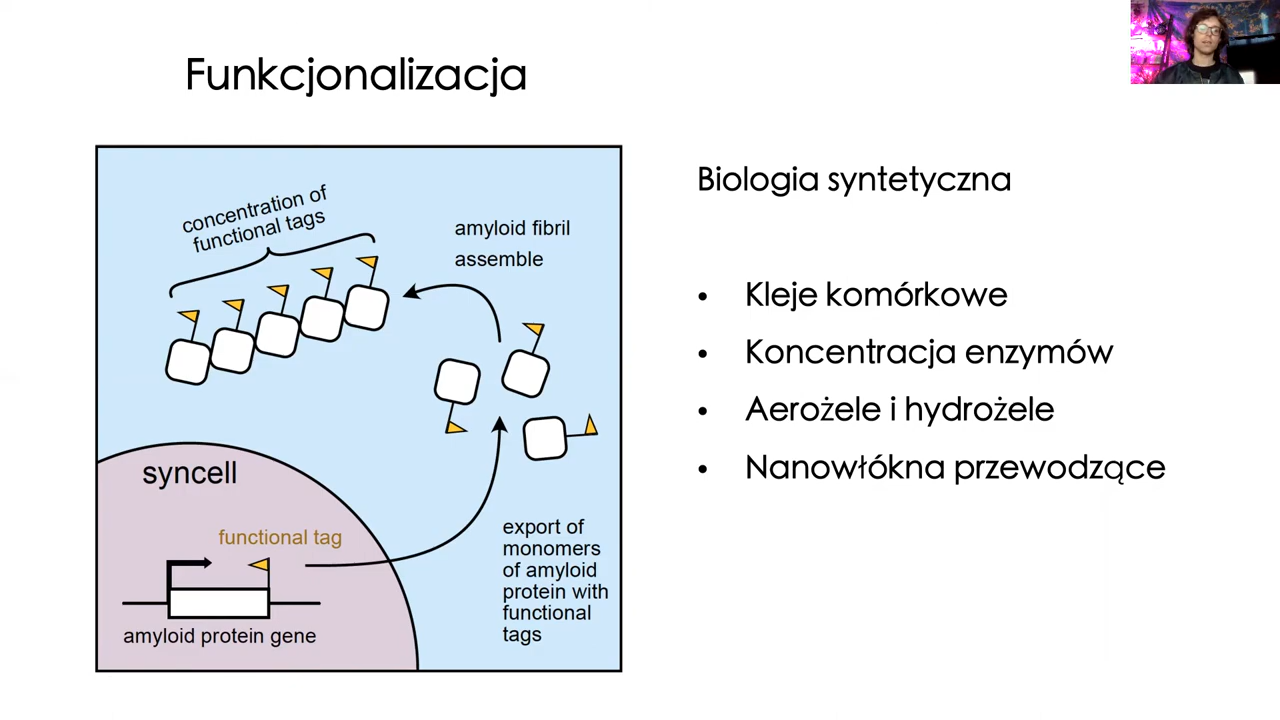 Funkcjonalizacja
concentration of
functional tags
amyloid fibril
assemble
syncell
functional tag
amyloid protein gene
export of
monomers
of amyloid
protein with
functional
tags
Biologia syntetyczna
• Kleje komórkowe
• Koncentracja enzymów
• Aerożele i hydrożele
• Nanowłókna przewodzące